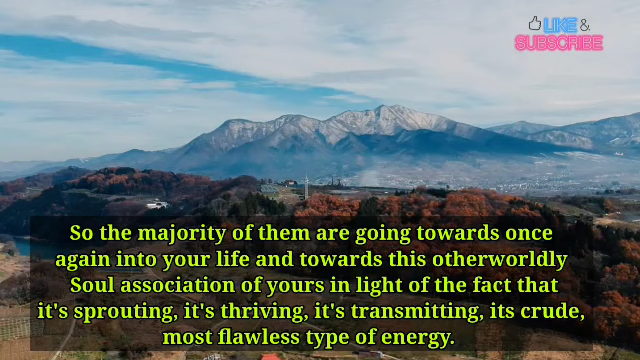 LIKE &
SUBSCRIBE
So the majority of them are going towards once
again into your life and towards this otherworldly
Soul association of yours in light of the fact that
it's sprouting, it's thriving, it's transmitting, its crude,
most flawless type of energy.